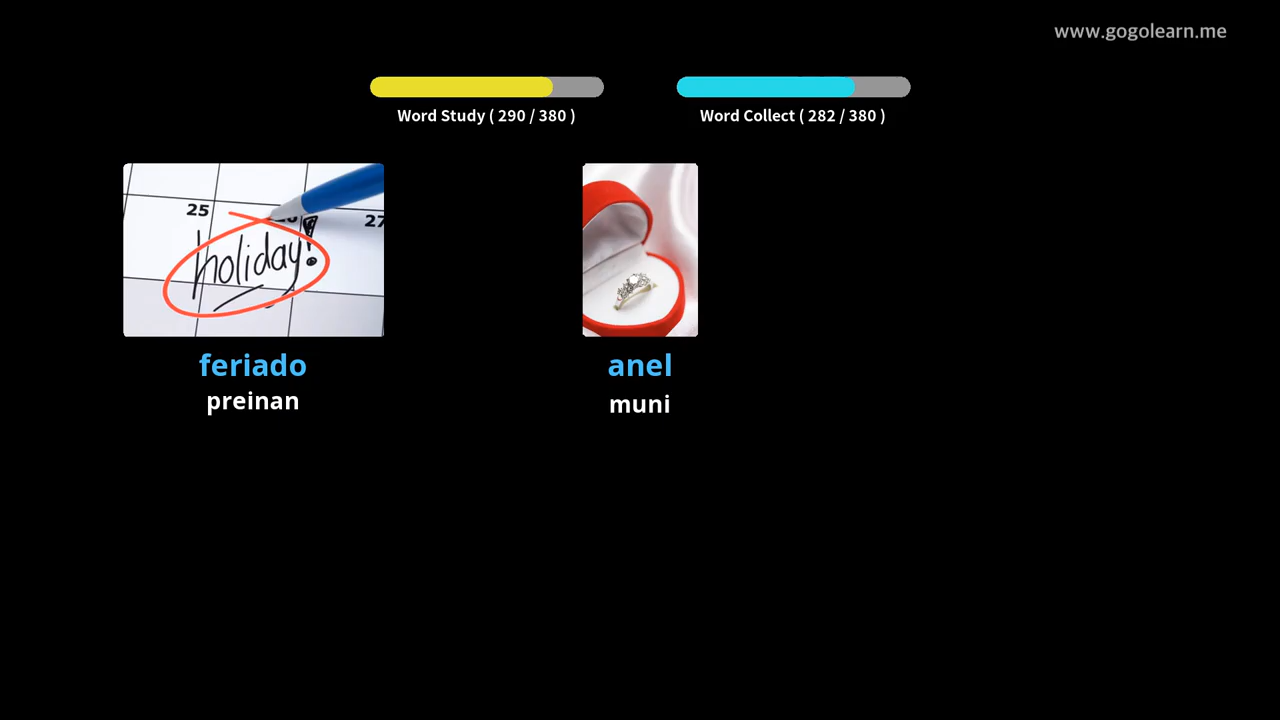 www.gogolearn.me
Word Study ( 290 / 380 )
Word Collect ( 282 / 380 )
25
27
holiday!
feriado
preinan
anel
muni